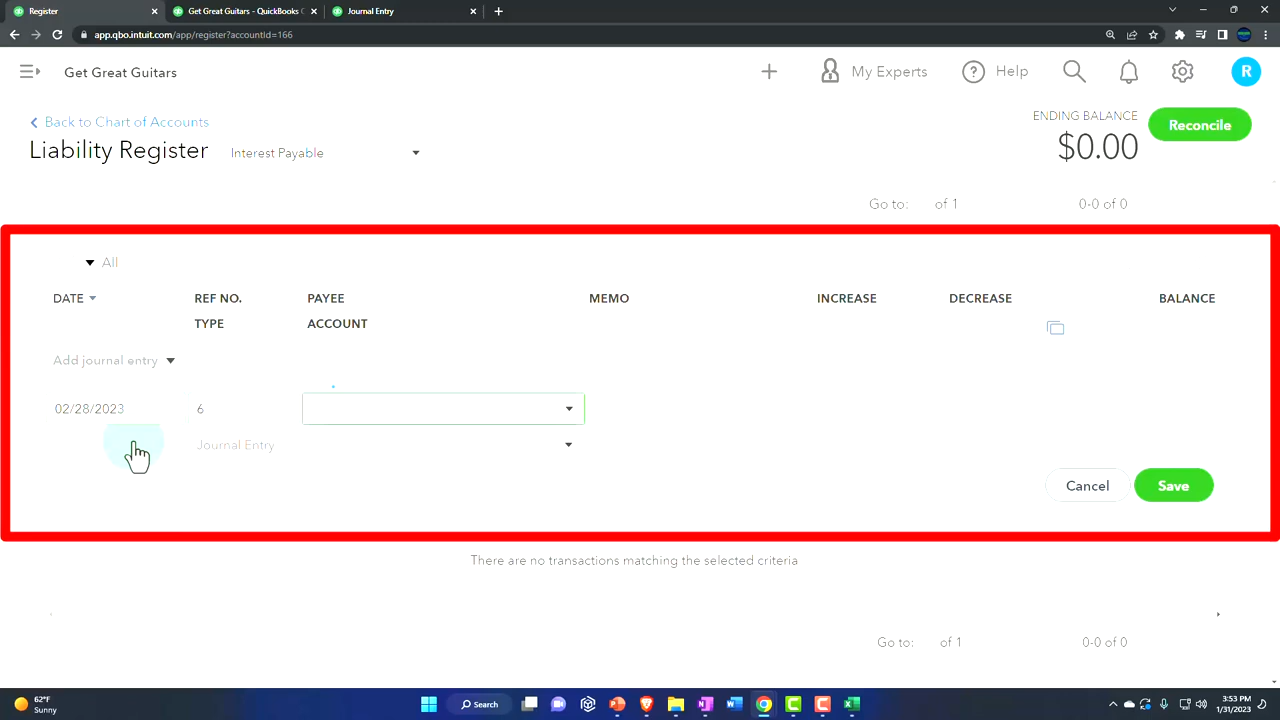 Register
Get Great Guitars - QuickBooks C
Journal Entry
app.qbo.intuit.com/app/register?accountId=166
Get Great Guitars
My Experts
Help
R
Back to Chart of Accounts
ENDING BALANCE
Reconcile
Liability Register
Interest Payable
$0.00
Go to: of 1 0-0 of 0
All
DATE REF NO. PAYEE MEMO INCREASE DECREASE BALANCE
TYPE ACCOUNT
Add journal entry
02/28/2023 6
Journal Entry
Cancel Save
There are no transactions matching the selected criteria
Go to: of 1 0-0 of 0
62°F
Sunny
Search
3:53 PM
1/31/2023